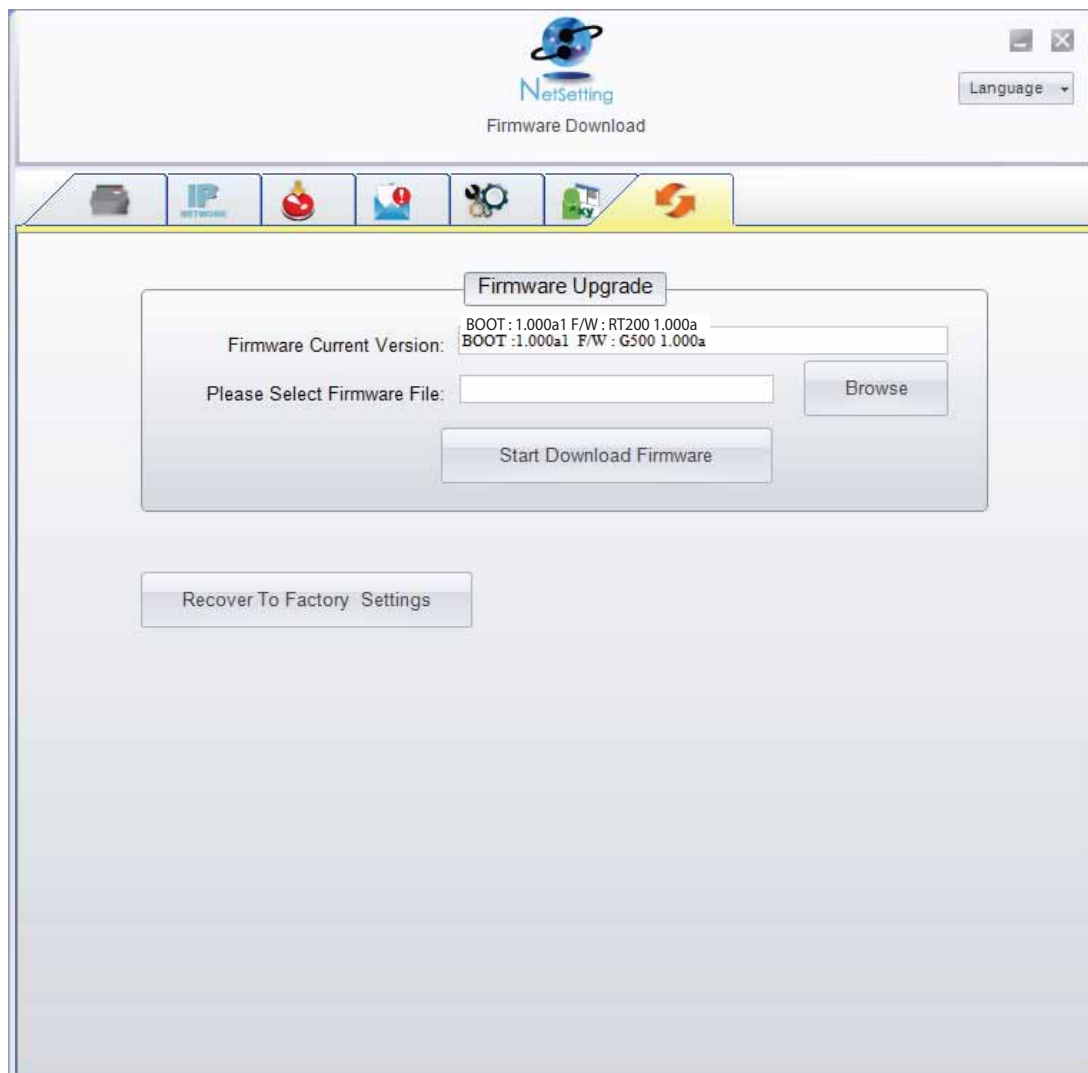 NetSetting
Language
Firmware Download
IP
NETWORK
Firmware Upgrade
BOOT : 1.000a1 F/W : RT200 1.000a
Firmware Current Version:
BOOT :1.000a1 F/W : G500 1.000a
Please Select Firmware File:
Browse
Start Download Firmware
Recover To Factory Settings